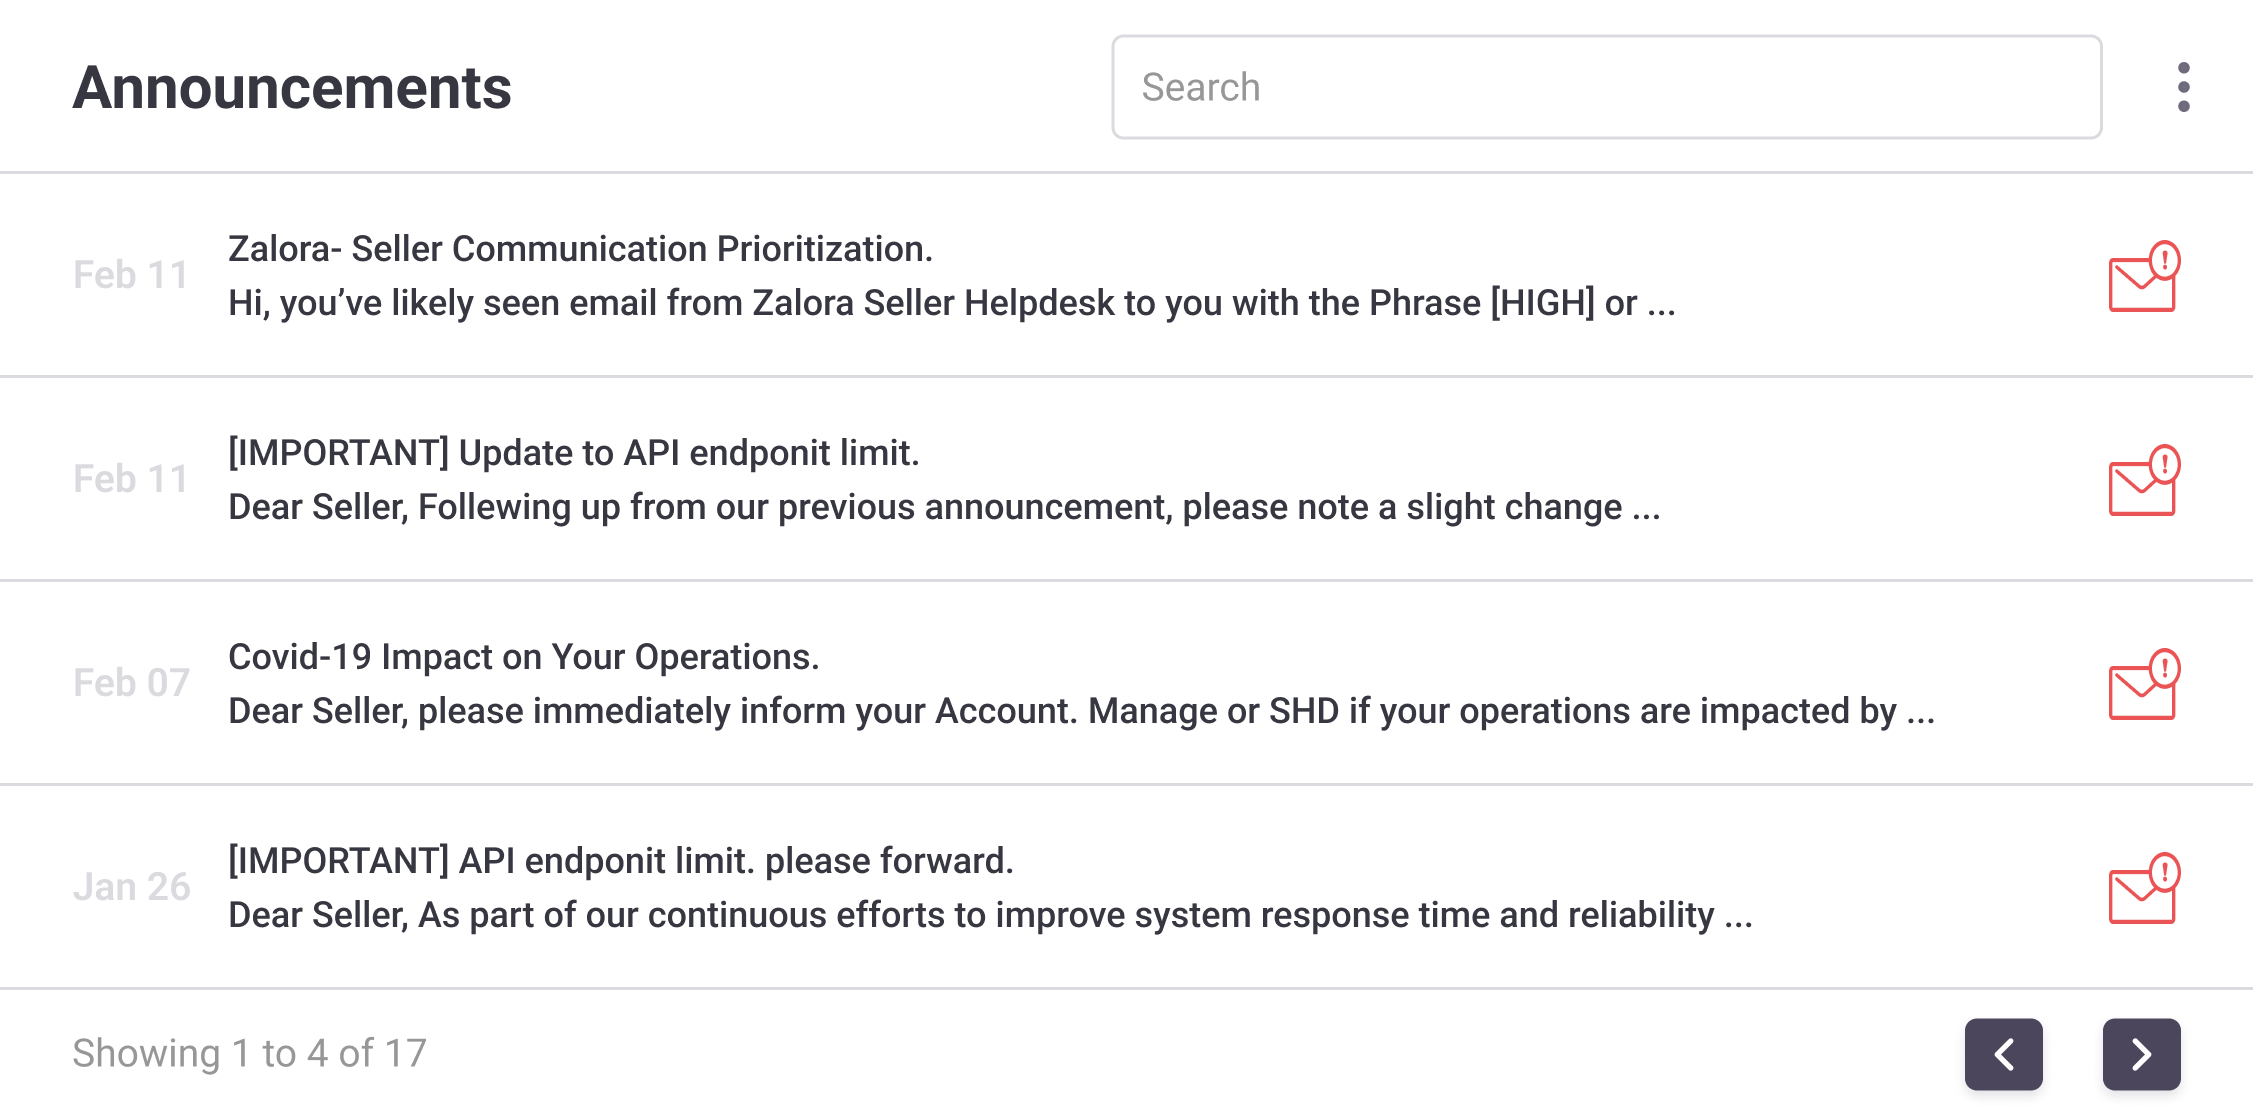 Announcements
Search
Feb 11
Zalora- Seller Communication Prioritization.
Hi, you’ve likely seen email from Zalora Seller Helpdesk to you with the Phrase [HIGH] or ...
Feb 11
[IMPORTANT] Update to API endponit limit.
Dear Seller, Follewing up from our previous announcement, please note a slight change ...
Feb 07
Covid-19 Impact on Your Operations.
Dear Seller, please immediately inform your Account. Manage or SHD if your operations are impacted by ...
Jan 26
[IMPORTANT] API endponit limit. please forward.
Dear Seller, As part of our continuous efforts to improve system response time and reliability ...
Showing 1 to 4 of 17